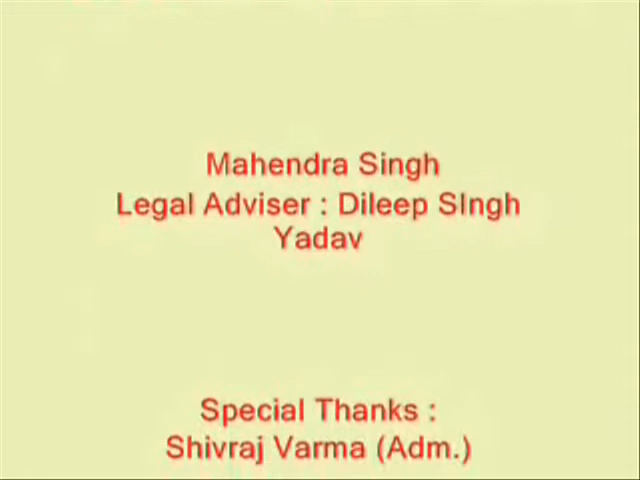 Mahendra Singh
Legal Adviser : Dileep SIngh
Yadav
Special Thanks :
Shivraj Varma (Adm.)